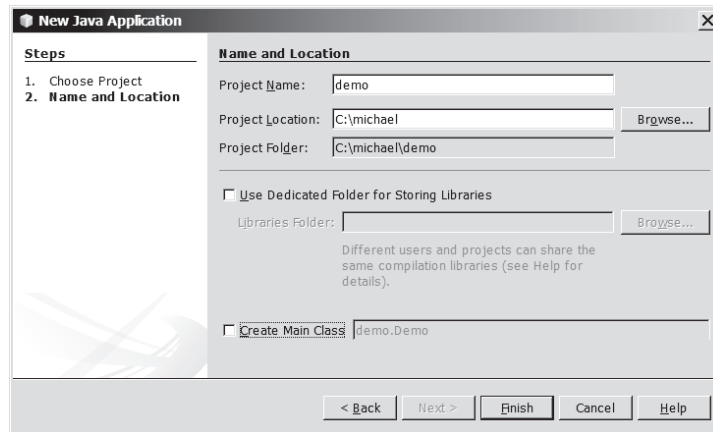 New Java Application
Steps
1. Choose Project
2. Name and Location
Name and Location
Project Name: demo
Project Location: C:\michael Browse...
Project Folder: C:\michael\demo
Use Dedicated Folder for Storing Libraries
Libraries Folder: Browse...
Different users and projects can share the
same compilation libraries (see Help for
details).
Create Main Class demo.Demo
< Back Next > Finish Cancel Help